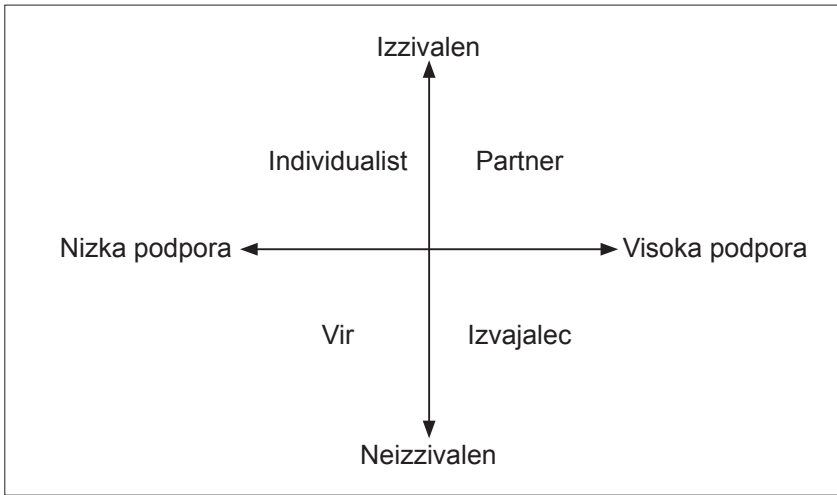 Izzivalen
Individualist Partner
Nizka podpora Visoka podpora
Vir Izvajalec
Neizzivalen